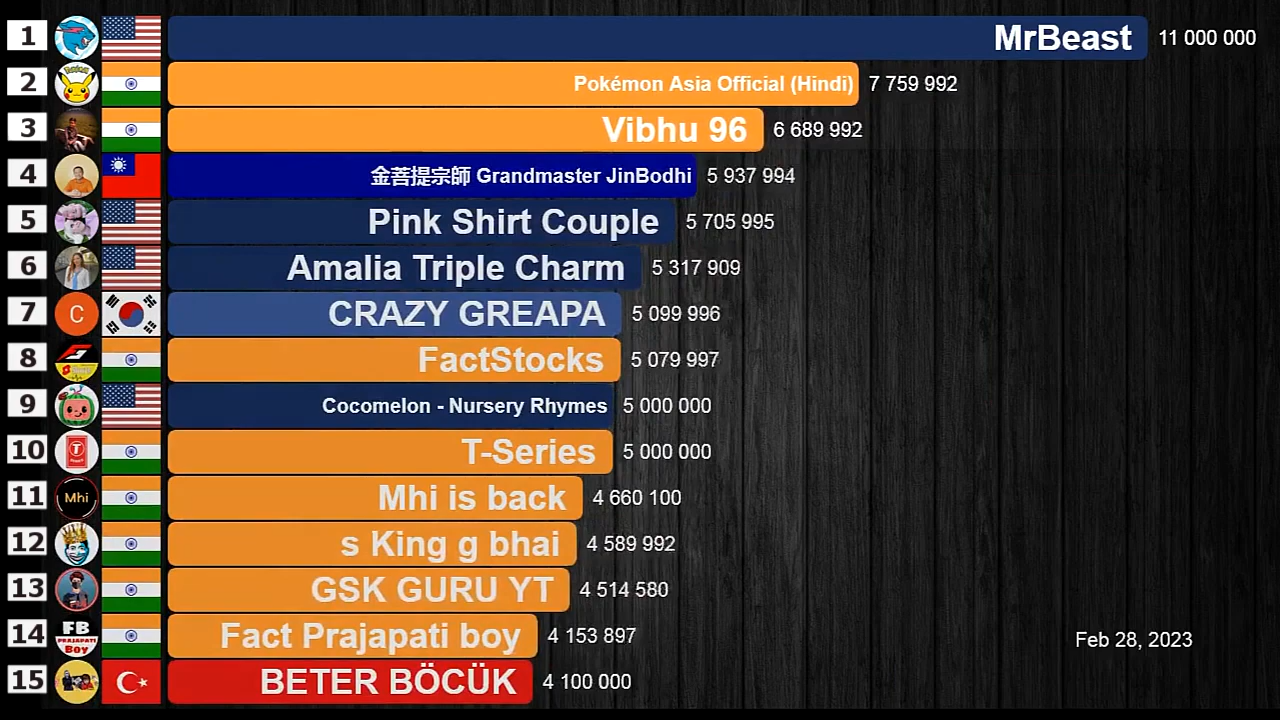 1 MrBeast 11 000 000
2 Pokémon Asia Official (Hindi) 7 759 992
3 Vibhu 96 6 689 992
4 金菩提宗師 Grandmaster JinBodhi 5 937 994
5 Pink Shirt Couple 5 705 995
6 Amalia Triple Charm 5 317 909
7 C CRAZY GREAPA 5 099 996
8 FactStocks 5 079 997
9 Cocomelon - Nursery Rhymes 5 000 000
10 T-Series 5 000 000
11 Mhi Mhi is back 4 660 100
12 s King g bhai 4 589 992
13 GSK GURU YT 4 514 580
14 FB PRAJAPATI Boy Fact Prajapati boy 4 153 897
Feb 28, 2023
15 BETER BÖCÜK 4 100 000